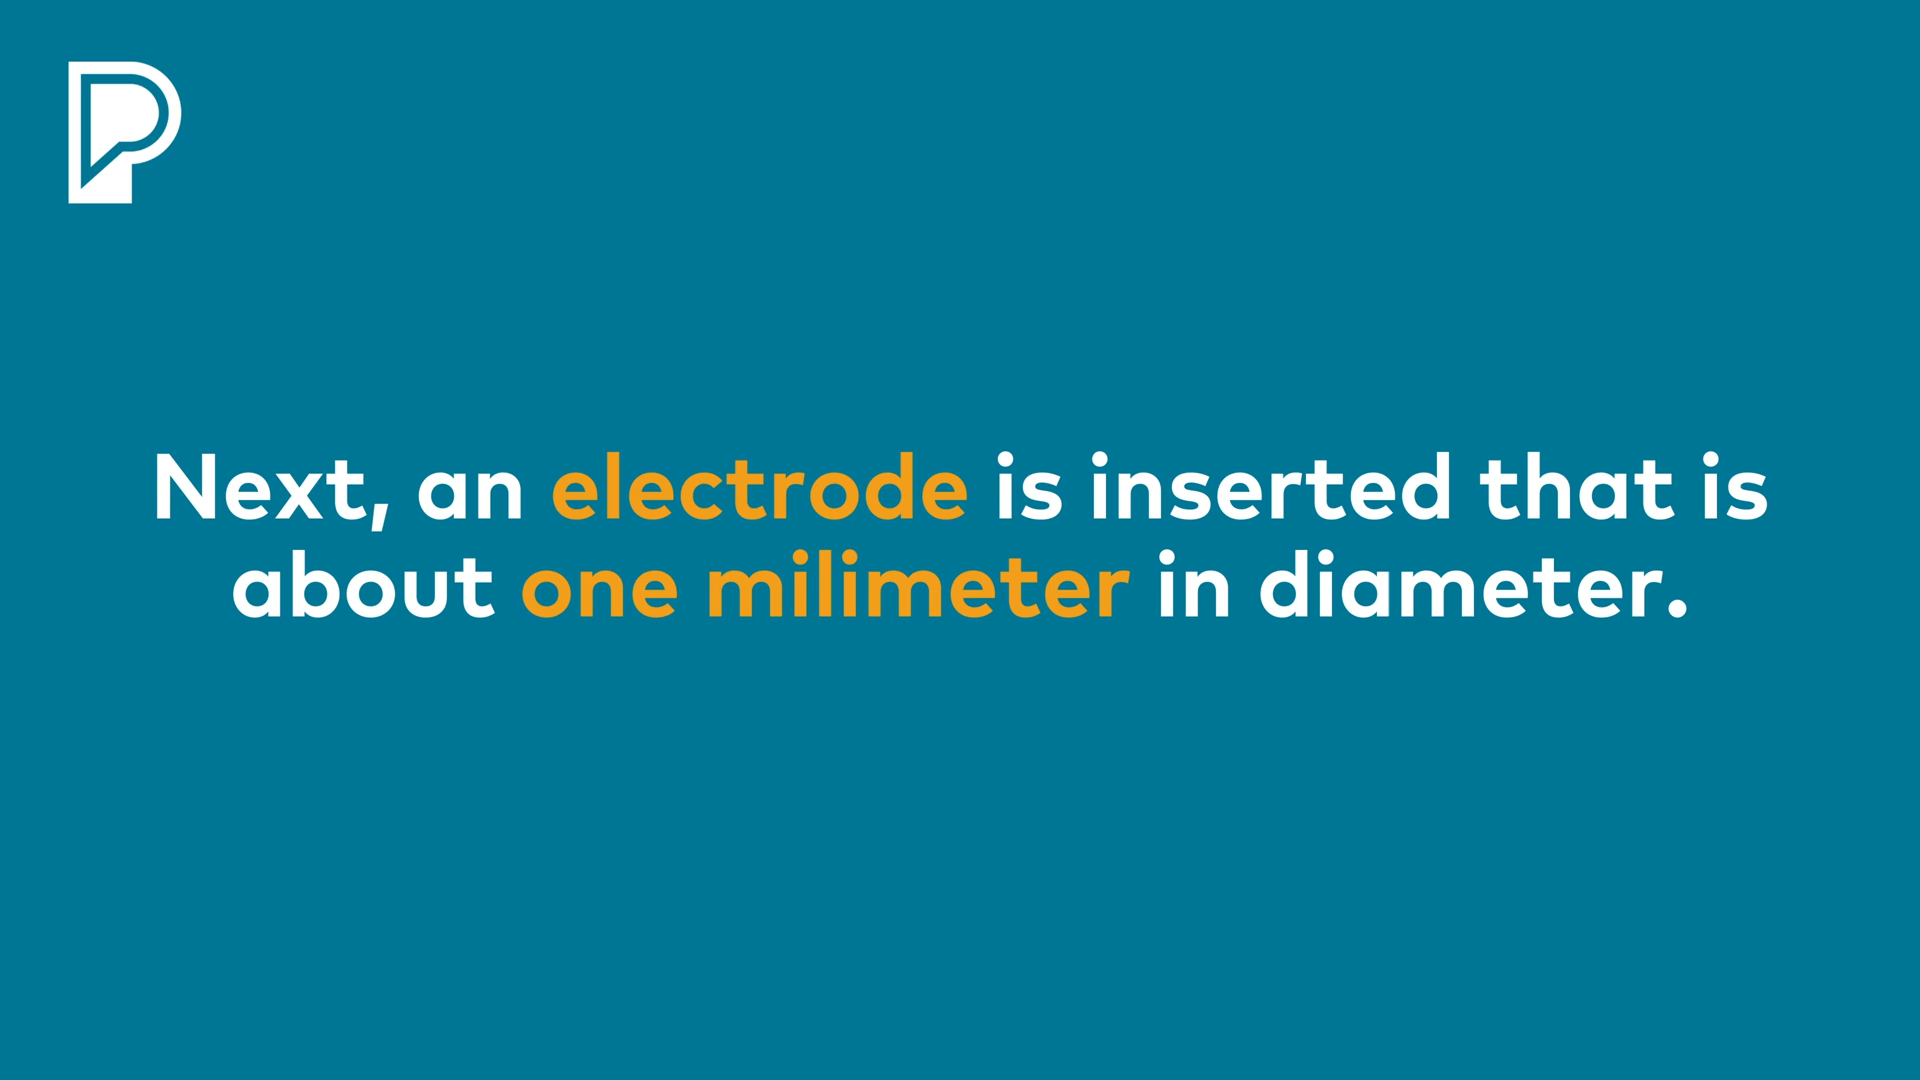 Next, an electrode is inserted that is
about one milimeter in diameter.